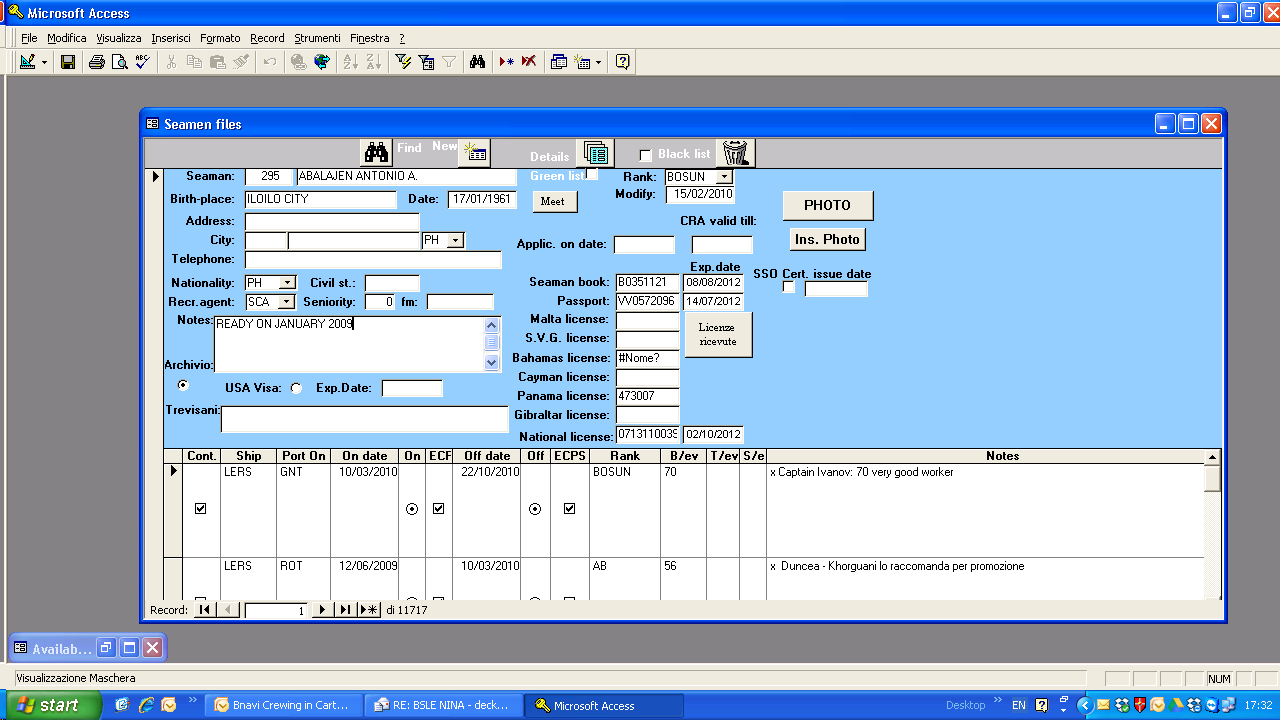 Microsoft Access
File Modifica Visualizza Inserisci Formato Record Strumenti Finestra ?
Seamen files
Find New Details Black list
Seaman: 295 ABALAJEN ANTONIO A. Green list Rank: BOSUN
Birth-place: ILOILO CITY Date: 17/01/1961 Meet Modify: 15/02/2010 PHOTO
Address: CRA valid till:
City: PH Applic. on date: Ins. Photo
Telephone: Exp.date
Nationality: PH Civil st.: Seaman book: B0351121 08/08/2012 SSO Cert. issue date
Recr.agent: SCA Seniority: 0 fm: Passport: VV0572096 14/07/2012
Notes: READY ON JANUARY 2009 Malta license: Licenze ricevute
S.V.G. license:
Archivio: Bahamas license: #Nome?
Cayman license:
USA Visa: Exp.Date: Panama license: 473007
Trevisani: Gibraltar license:
National license: 0713110039 02/10/2012
Cont. Ship Port On On date On ECF Off date Off ECPS Rank B/ev T/ev S/e Notes
LERS GNT 10/03/2010 22/10/2010 BOSUN 70 x Captain Ivanov: 70 very good worker
LERS ROT 12/06/2009 10/03/2010 AB 56 x Duncea - Khorguani lo raccomanda per promozione
Record: 1 di 11717
Availab...
Visualizzazione Maschera NUM
start Bnavi Crewing in Cart... RE: BSLE NINA - deck... Microsoft Access Desktop EN 17:32